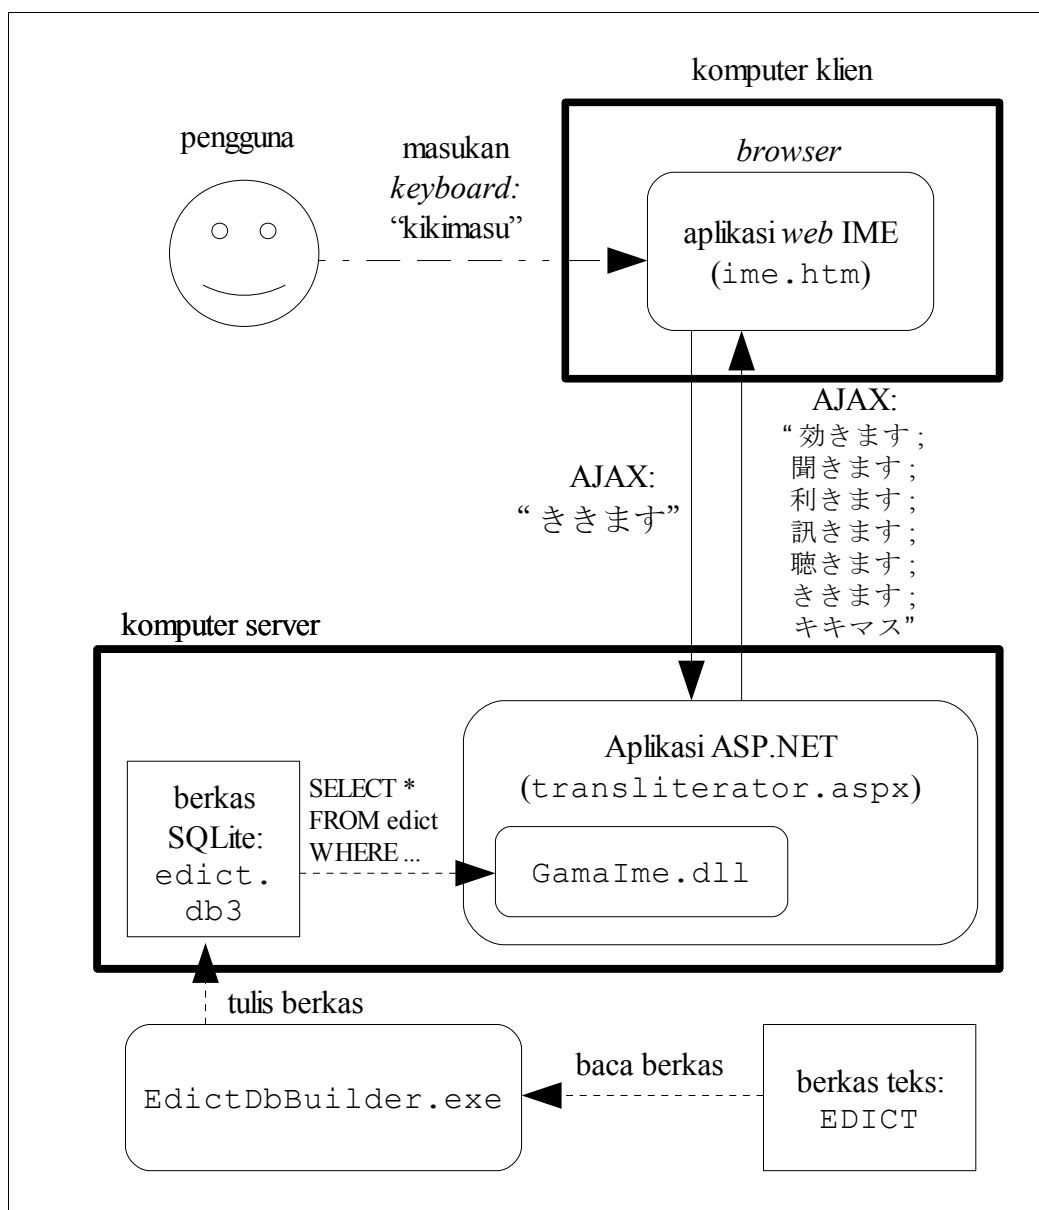 komputer klien
pengguna
masukan
keyboard:
“kikimasu”
browser
aplikasi web IME
(ime.htm)
AJAX:
“ききます”
AJAX:
“効きます;
聞きます;
利きます;
訊きます;
聴きます;
ききます;
キキマス”
komputer server
Aplikasi ASP.NET
(transliterator.aspx)
GamaIme.dll
berkas
SQLite:
edict.
db3
SELECT *
FROM edict
WHERE ...
tulis berkas
EdictDbBuilder.exe
baca berkas
berkas teks:
EDICT